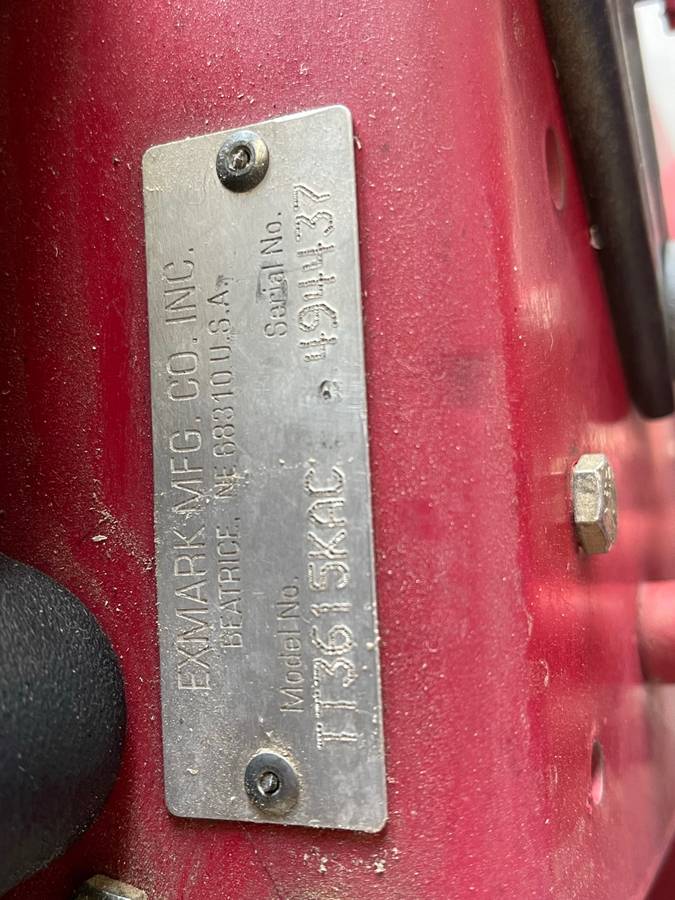 EXMARK MFG. CO. INC.
BEATRICE, NE 68310 U.S.A.
Model No. Serial No.
TT3615KAC 494437